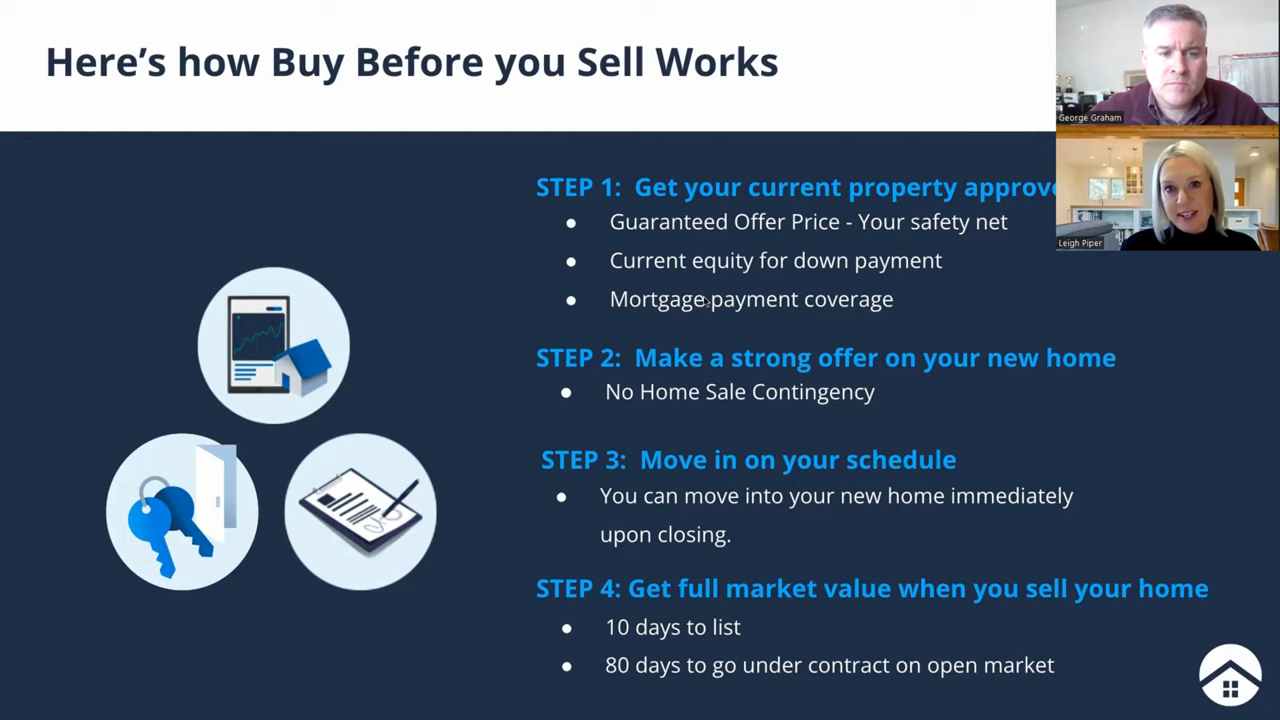 Here's how Buy Before you Sell Works
George Graham
Leigh Piper
STEP 1: Get your current property
• Guaranteed Offer Price - Your safety net
• Current equity for down payment
• Mortgage payment coverage
STEP 2: Make a strong offer on your new home
• No Home Sale Contingency
STEP 3: Move in on your schedule
• You can move into your new home immediately
upon closing.
STEP 4: Get full market value when you sell your home
• 10 days to list
• 80 days to go under contract on open market